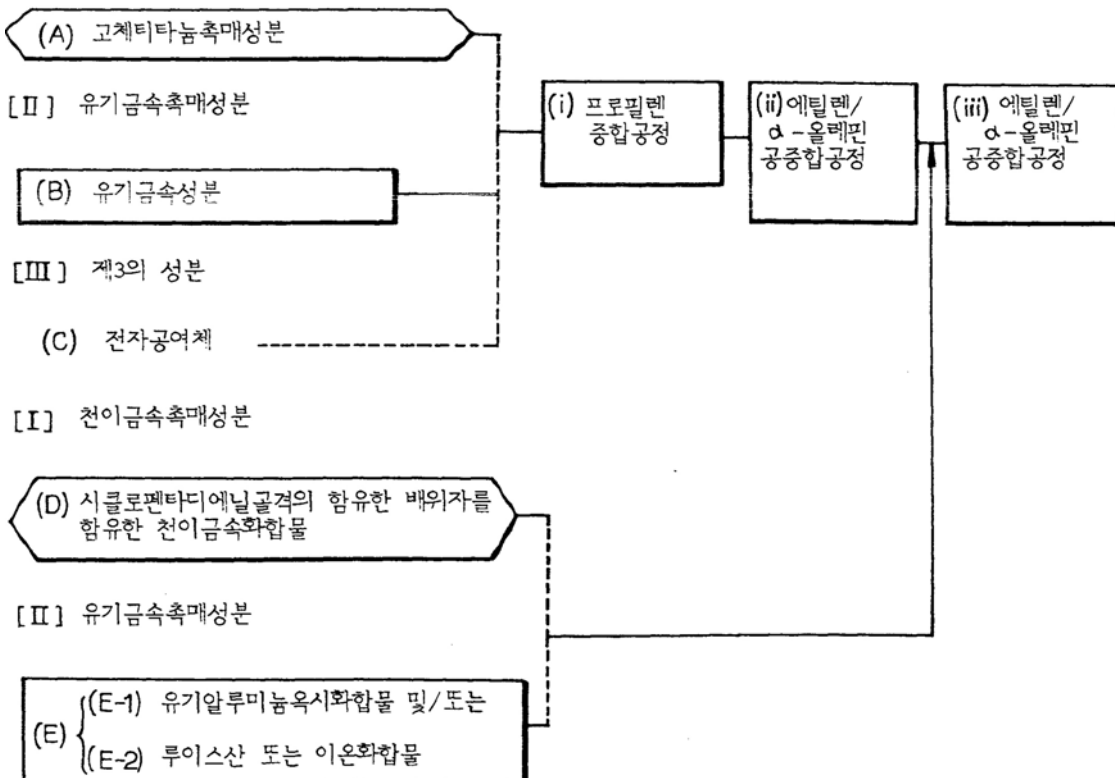 (A) 고체티타늄촉매성분
[II] 유기금속촉매성분
(B) 유기금속성분
[III] 제3의 성분
(C) 전자공여체
(i) 프로필렌
중합공정
(ii) 에틸렌/
α-올레핀
공중합공정
(iii) 에틸렌/
α-올레핀
공중합공정
[I] 천이금속촉매성분
(D) 시클로펜타디에닐골격의 함유한 배위자를
함유한 천이금속화합물
[II] 유기금속촉매성분
(E)
(E-1) 유기알루미늄옥시화합물 및/또는
(E-2) 루이스산 또는 이온화합물